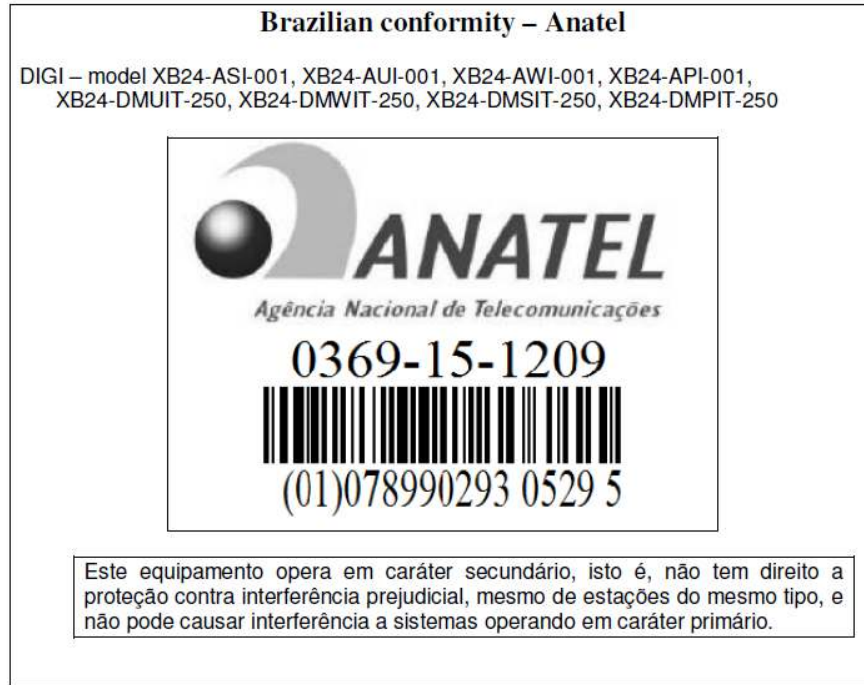 Brazilian conformity – Anatel
DIGI – model XB24-ASI-001, XB24-AUI-001, XB24-AWI-001, XB24-API-001,
XB24-DMUIT-250, XB24-DMWIT-250, XB24-DMSIT-250, XB24-DMPIT-250
ANATEL
Agência Nacional de Telecomunicações
0369-15-1209
(01)078990293 0529 5
Este equipamento opera em caráter secundário, isto é, não tem direito a
proteção contra interferência prejudicial, mesmo de estações do mesmo tipo, e
não pode causar interferência a sistemas operando em caráter primário.